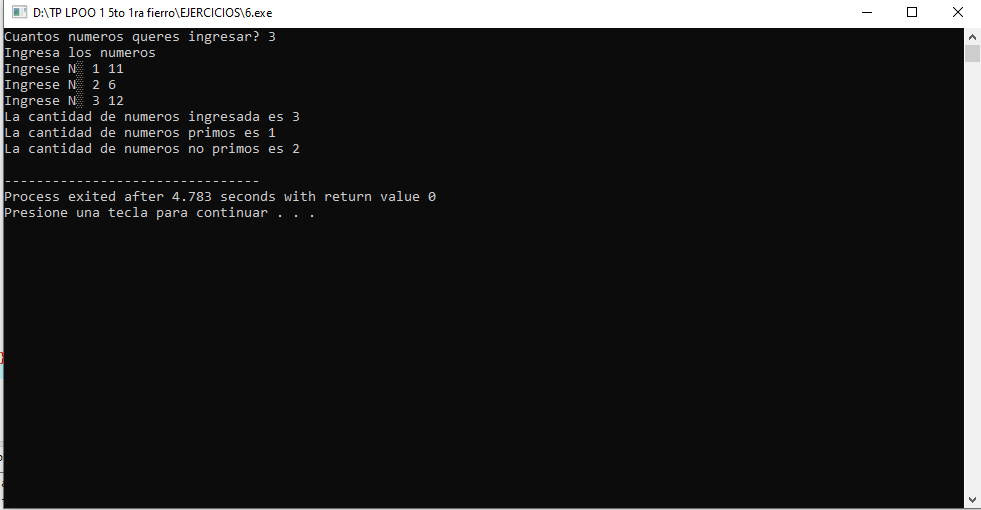 D:\TP LPOO 1 5to 1ra fierro\EJERCICIOS\6.exe
Cuantos numeros queres ingresar? 3
Ingresa los numeros
Ingrese N▒ 1 11
Ingrese N▒ 2 6
Ingrese N▒ 3 12
La cantidad de numeros ingresada es 3
La cantidad de numeros primos es 1
La cantidad de numeros no primos es 2
--------------------------------
Process exited after 4.783 seconds with return value 0
Presione una tecla para continuar . . .